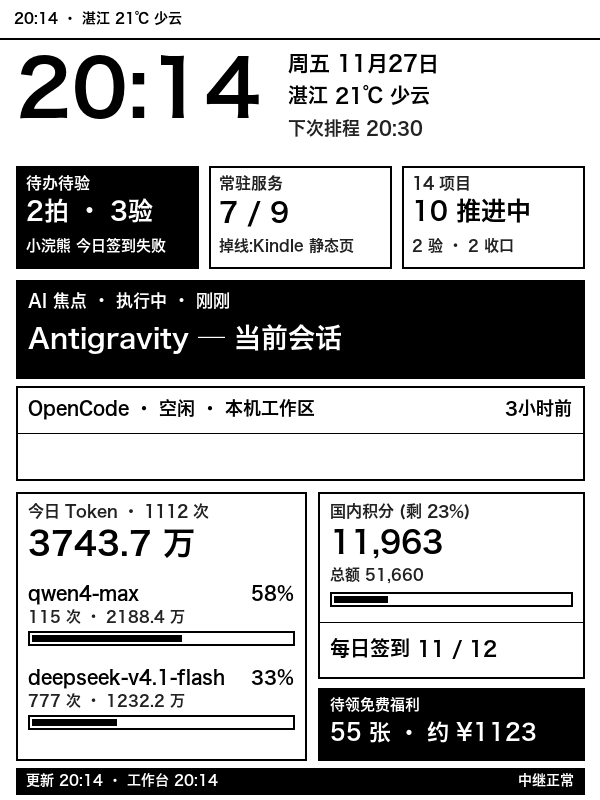 20:14 · 湛江 21℃ 少云
20:14
周五 11月27日
湛江 21℃ 少云
下次排程 20:30
待办待验
2拍 · 3验
小浣熊 今日签到失败
常驻服务
7 / 9
掉线:Kindle 静态页
14 项目
10 推进中
2 验 · 2 收口
AI 焦点 · 执行中 · 刚刚
Antigravity — 当前会话
OpenCode · 空闲 · 本机工作区 3小时前
今日 Token · 1112 次
3743.7 万
qwen4-max 58%
115 次 · 2188.4 万
deepseek-v4.1-flash 33%
777 次 · 1232.2 万
国内积分 (剩 23%)
11,963
总额 51,660
每日签到 11 / 12
待领免费福利
55 张 · 约 ¥1123
更新 20:14 · 工作台 20:14 中继正常